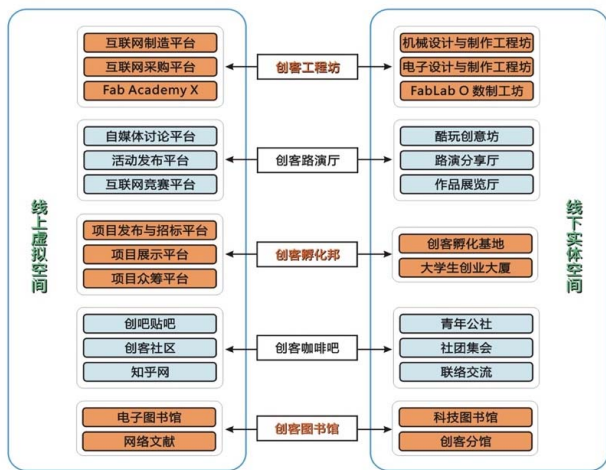 线上虚拟空间
互联网制造平台
互联网采购平台
Fab Academy X
创客工程坊
机械设计与制作工程坊
电子设计与制作工程坊
FabLab O 数制工坊
自媒体讨论平台
活动发布平台
互联网竞赛平台
创客路演厅
酷玩创意坊
路演分享厅
作品展览厅
项目发布与招标平台
项目展示平台
项目众筹平台
创客孵化邦
创客孵化基地
大学生创业大厦
创吧贴吧
创客社区
知乎网
创客咖啡吧
青年公社
社团集会
联络交流
电子图书馆
网络文献
创客图书馆
科技图书馆
创客分馆
线下实体空间